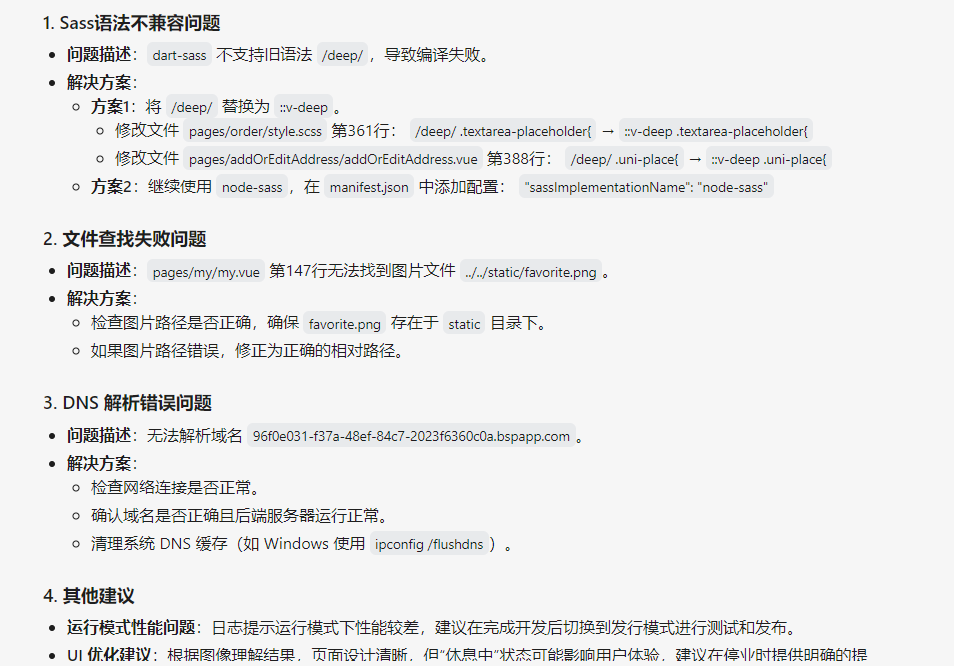 1. Sass语法不兼容问题
问题描述：dart-sass 不支持旧语法 /deep/ ，导致编译失败。
解决方案：
方案1：将 /deep/ 替换为 ::v-deep 。
修改文件 pages/order/style.scss 第361行： /deep/ .textarea-placeholder{ → ::v-deep .textarea-placeholder{
修改文件 pages/addOrEditAddress/addOrEditAddress.vue 第388行： /deep/ .uni-place{ → ::v-deep .uni-place{
方案2：继续使用 node-sass ，在 manifest.json 中添加配置： "sassImplementationName": "node-sass"
2. 文件查找失败问题
问题描述： pages/my/my.vue 第147行无法找到图片文件 ../../static/favorite.png 。
解决方案：
检查图片路径是否正确，确保 favorite.png 存在于 static 目录下。
如果图片路径错误，修正为正确的相对路径。
3. DNS 解析错误问题
问题描述：无法解析域名 96f0e031-f37a-48ef-84c7-2023f6360c0a.bspapp.com 。
解决方案：
检查网络连接是否正常。
确认域名是否正确且后端服务器运行正常。
清理系统 DNS 缓存（如 Windows 使用 ipconfig /flushdns ）。
4. 其他建议
运行模式性能问题：日志提示运行模式下性能较差，建议在完成开发后切换到发行模式进行测试和发布。
UI 优化建议：根据图像理解结果，页面设计清晰，但"休息中"状态可能影响用户体验，建议在停业时提供明确的提